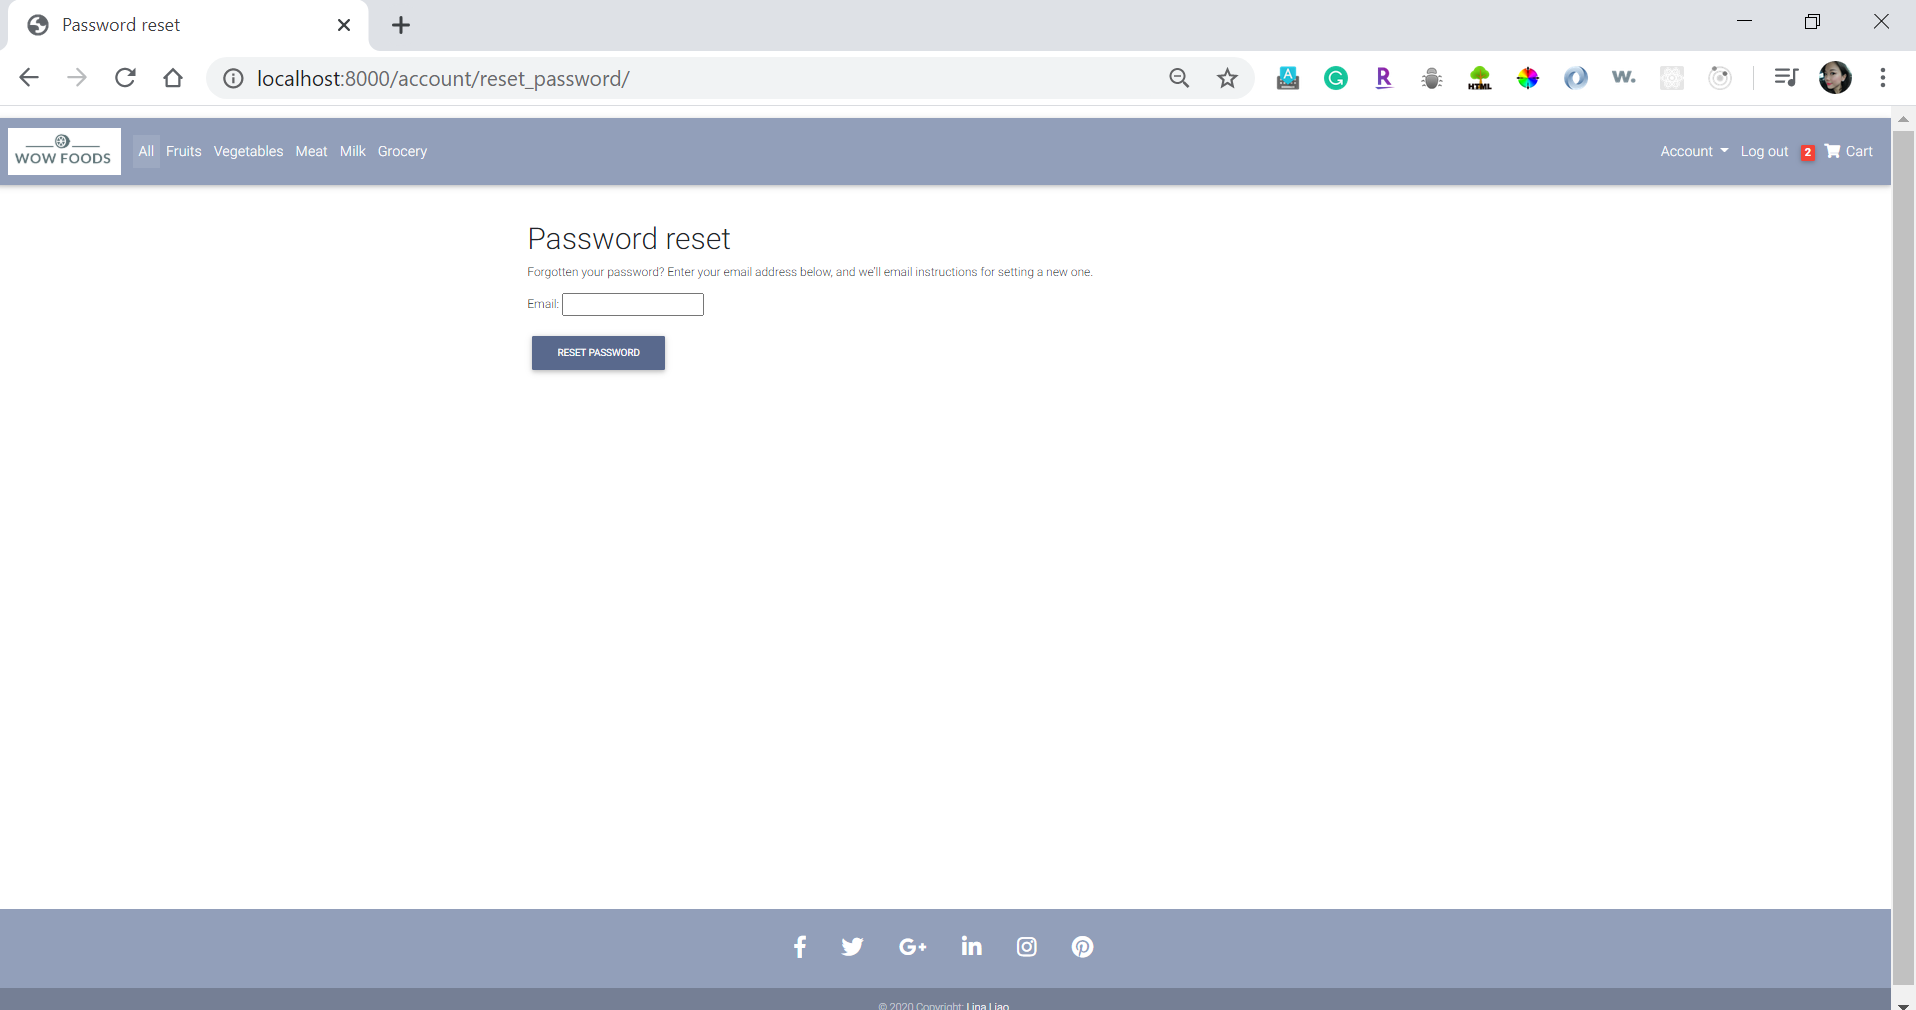 Password reset
localhost:8000/account/reset_password/
WOW FOODS
All Fruits Vegetables Meat Milk Grocery
Account Log out 2 Cart
Password reset
Forgotten your password? Enter your email address below, and we'll email instructions for setting a new one.
Email:
RESET PASSWORD
© 2020 Copyright: Lina Liao